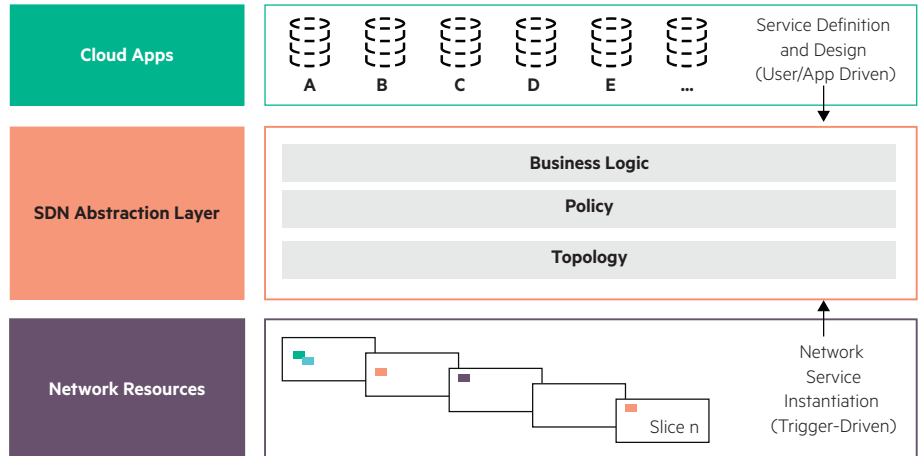 Cloud Apps
A B C D E ...
Service Definition
and Design
(User/App Driven)
SDN Abstraction Layer
Business Logic
Policy
Topology
Network Resources
Slice n
Network
Service
Instantiation
(Trigger-Driven)